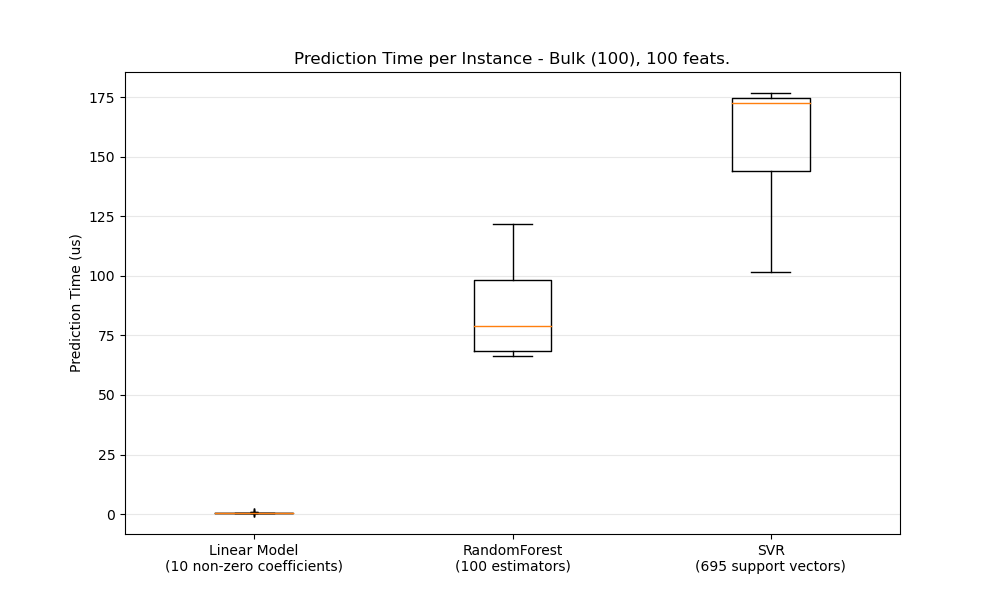 Prediction Time per Instance - Bulk (100), 100 feats.
Prediction Time (us)
175
150
125
100
75
50
25
0
Linear Model
(10 non-zero coefficients)
RandomForest
(100 estimators)
SVR
(695 support vectors)